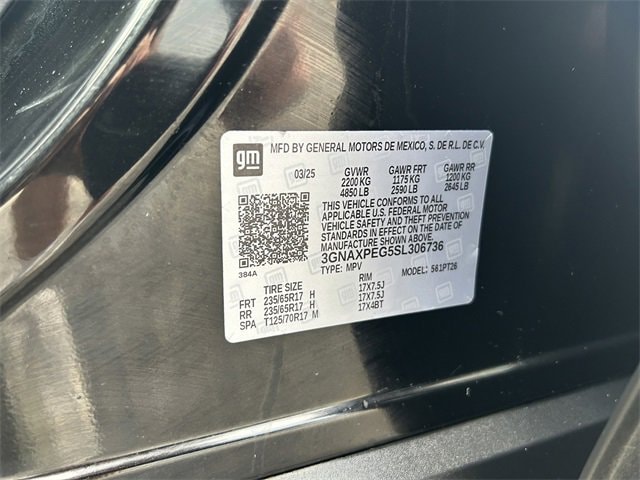 gm MFD BY GENERAL MOTORS DE MEXICO, S. DE R.L. DE C.V.
03/25 GVWR GAWR FRT GAWR RR
2200 KG 1175 KG 1200 KG
4850 LB 2590 LB 2645 LB
THIS VEHICLE CONFORMS TO ALL
APPLICABLE U.S. FEDERAL MOTOR
VEHICLE SAFETY AND THEFT PREVENTION
STANDARDS IN EFFECT ON THE DATE OF
MANUFACTURE SHOWN ABOVE.
3GNAXPEG5SL306736
384A TYPE: MPV MODEL: 561PT26
TIRE SIZE RIM
FRT 235/65R17 H 17X7.5J
RR 235/65R17 H 17X7.5J
SPA T125/70R17 M 17X4BT